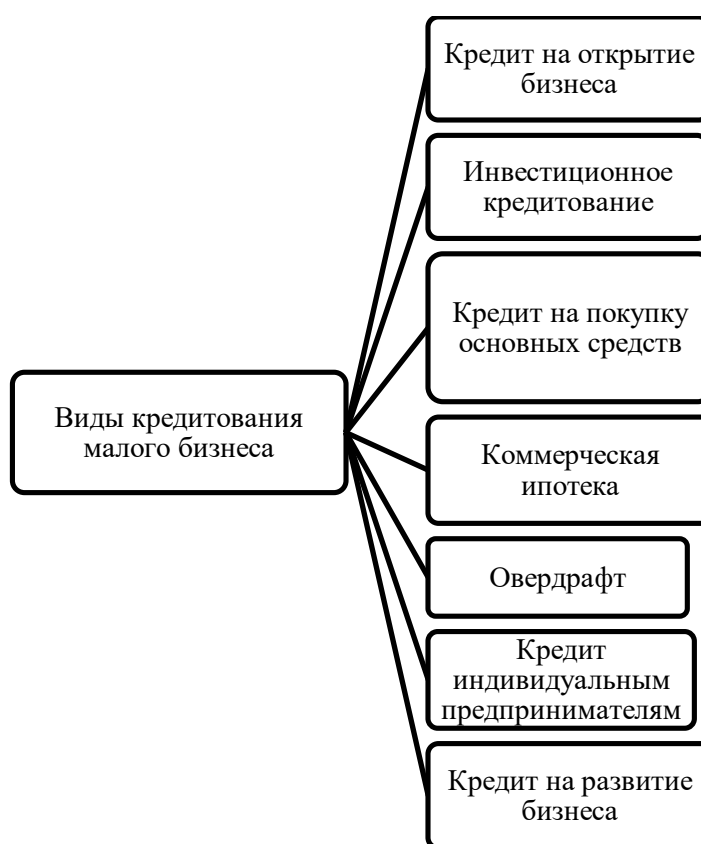 Кредит на открытие
бизнеса
Инвестиционное
кредитование
Кредит на покупку
основных средств
Виды кредитования
малого бизнеса
Коммерческая
ипотека
Овердрафт
Кредит
индивидуальным
предпринимателям
Кредит на развитие
бизнеса